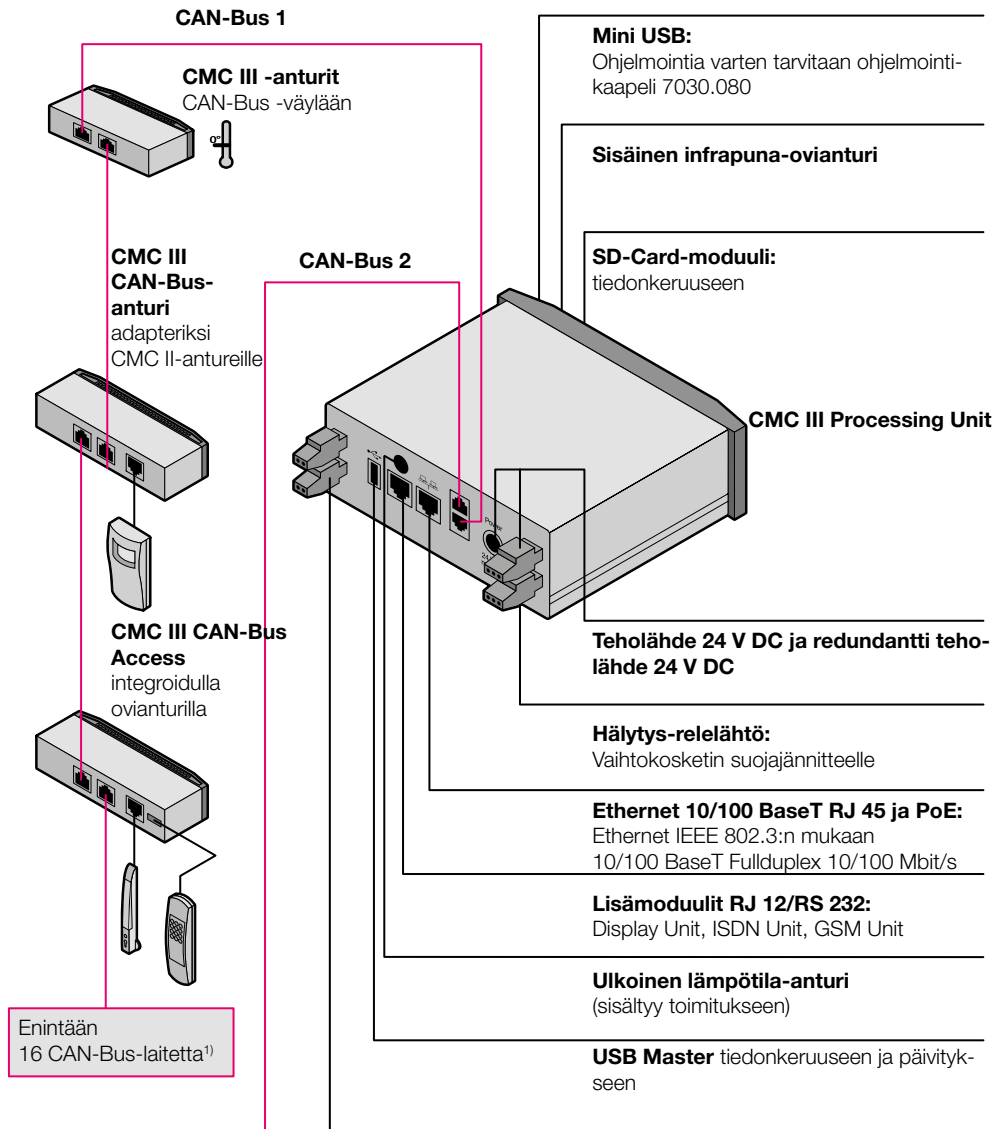 CAN-Bus 1
CMC III -anturit
CAN-Bus -väylään
0°
CMC III
CAN-Bus-
anturi
adapteriksi
CMC II-antureille
CAN-Bus 2
CMC III CAN-Bus
Access
integroidulla
ovianturilla
Enintään
16 CAN-Bus-laitetta1)
Mini USB:
Ohjelmointia varten tarvitaan ohjelmointi-
kaapeli 7030.080
Sisäinen infrapuna-ovianturi
SD-Card-moduuli:
tiedonkeruuseen
CMC III Processing Unit
Power
Teholähde 24 V DC ja redundantti teho-
lähde 24 V DC
Hälytys-relelähtö:
Vaihtokosketin suojajännitteelle
Ethernet 10/100 BaseT RJ 45 ja PoE:
Ethernet IEEE 802.3:n mukaan
10/100 BaseT Fullduplex 10/100 Mbit/s
Lisämoduulit RJ 12/RS 232:
Display Unit, ISDN Unit, GSM Unit
Ulkoinen lämpötila-anturi
(sisältyy toimitukseen)
USB Master tiedonkeruuseen ja päivityk-
seen